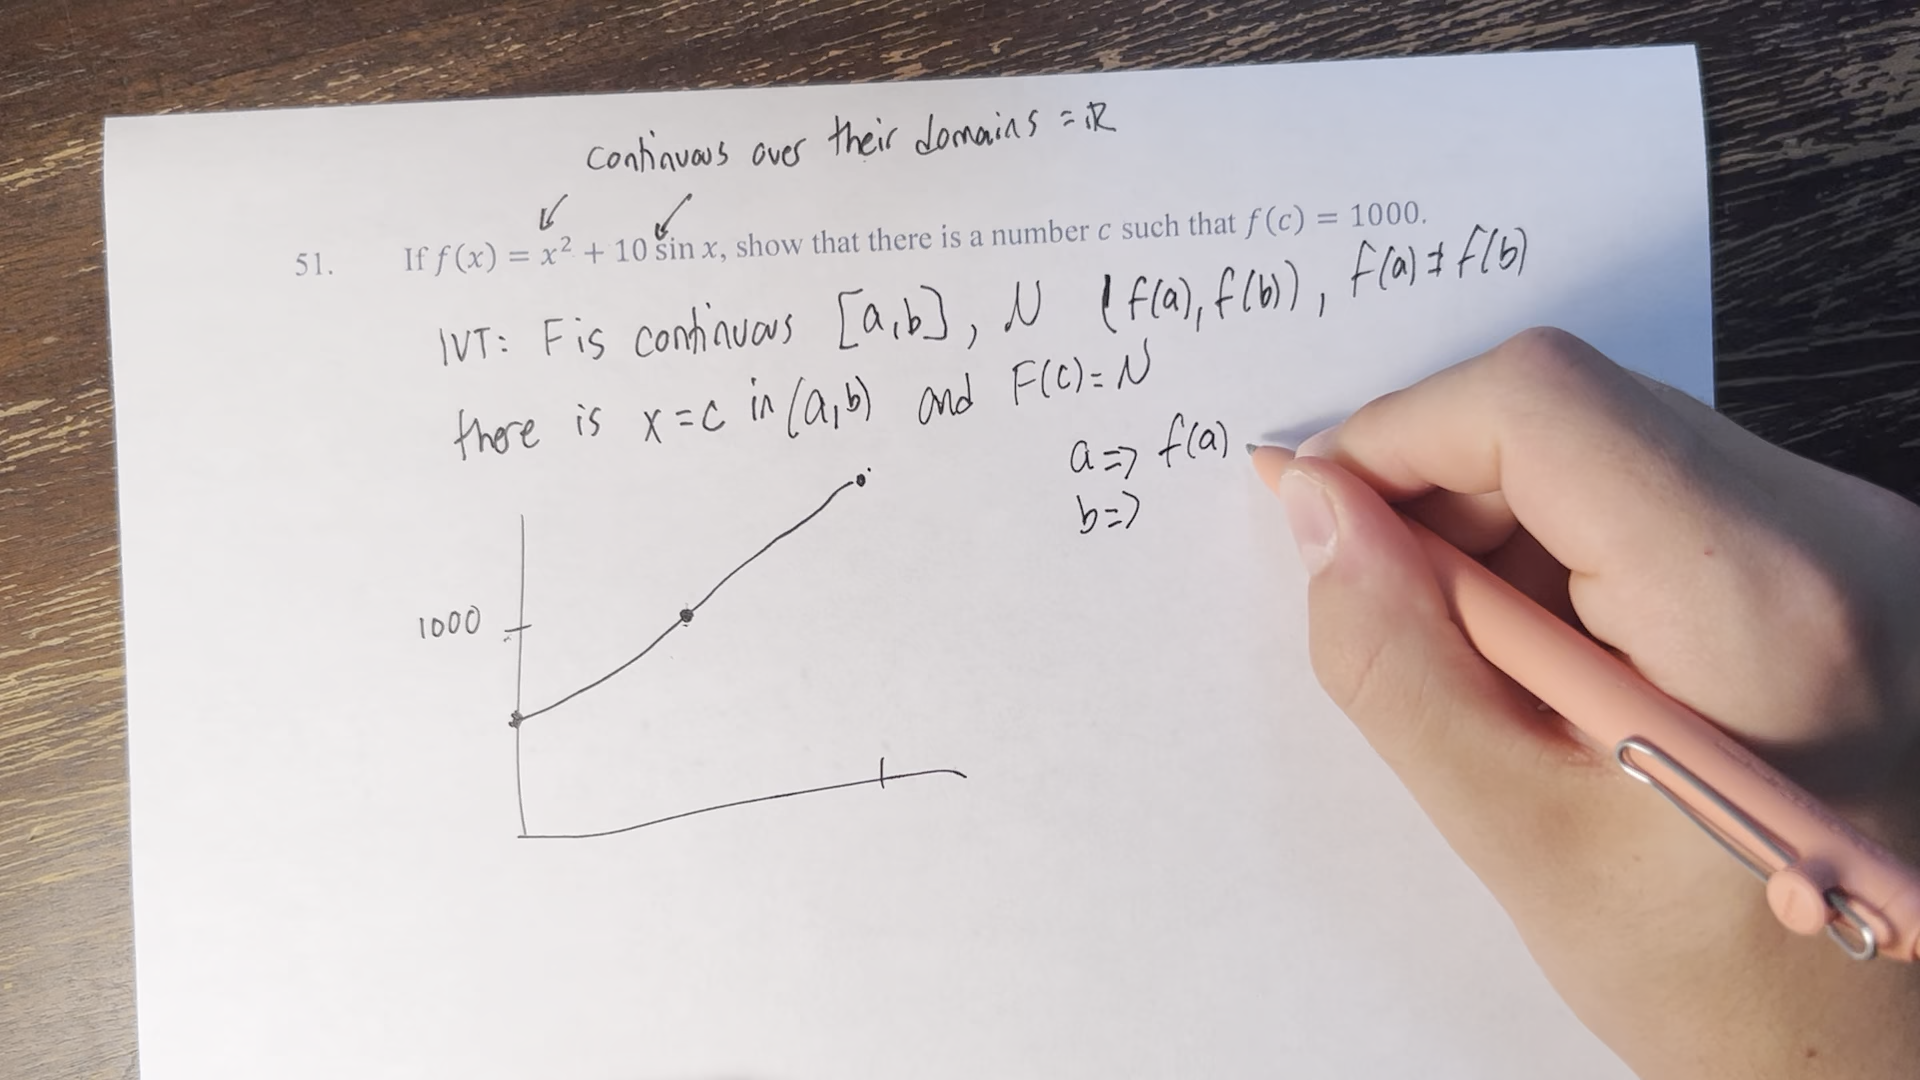 continuous over their domains = ℝ
51. If f(x) = x² + 10 sin x, show that there is a number c such that f(c) = 1000.
IVT: F is continuous [a,b], N (f(a), f(b)), f(a) ≠ f(b)
there is x=c in (a,b) and F(c)=N
a => f(a)
b =>
1000